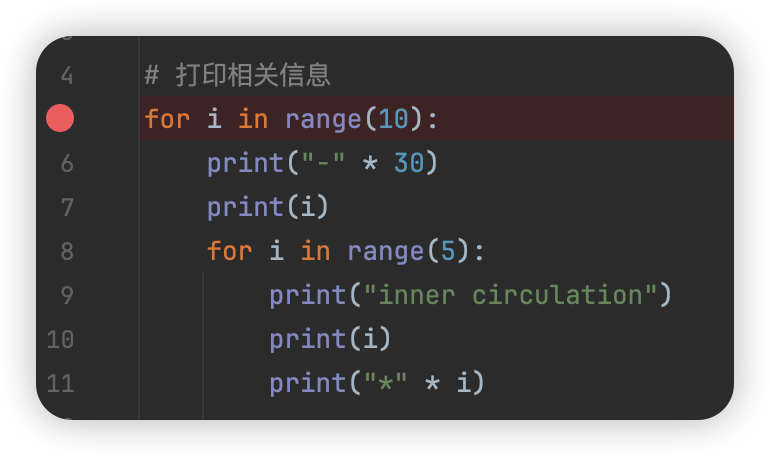 4 # 打印相关信息
for i in range(10):
6 print("-" * 30)
7 print(i)
8 for i in range(5):
9 print("inner circulation")
10 print(i)
11 print("*" * i)